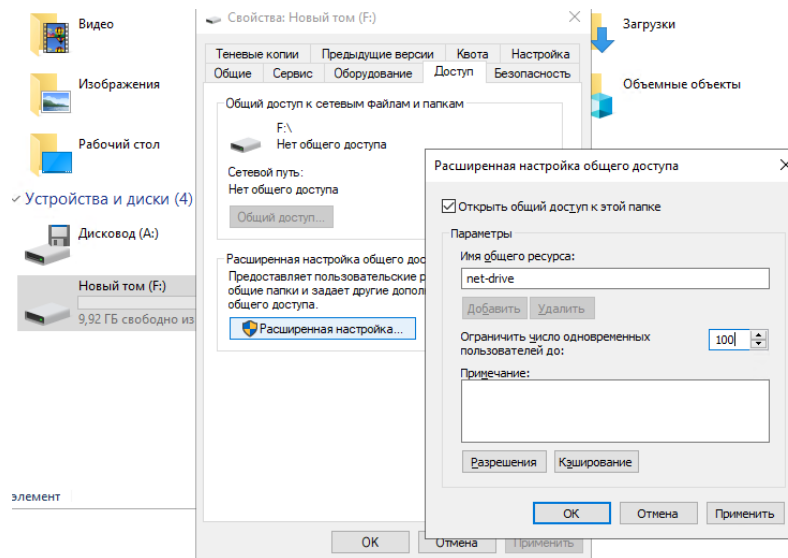 Видео
Изображения
Рабочий стол
Устройства и диски (4)
Дисковод (A:)
Новый том (F:)
9,92 ГБ свободно из
элемент
Свойства: Новый том (F:)
Теневые копии
Предыдущие версии
Квота
Настройка
Общие
Сервис
Оборудование
Доступ
Безопасность
Общий доступ к сетевым файлам и папкам
F:\
Нет общего доступа
Сетевой путь:
Нет общего доступа
Общий доступ...
Расширенная настройка общего дос
Предоставляет пользовательские р
общие папки и задает другие допол
общего доступа.
Расширенная настройка...
OK
Отмена
Применить
Загрузки
Объемные объекты
Расширенная настройка общего доступа
Открыть общий доступ к этой папке
Параметры
Имя общего ресурса:
net-drive
Добавить
Удалить
Ограничить число одновременных
пользователей до:
100
Примечание:
Разрешения
Кэширование
OK
Отмена
Применить